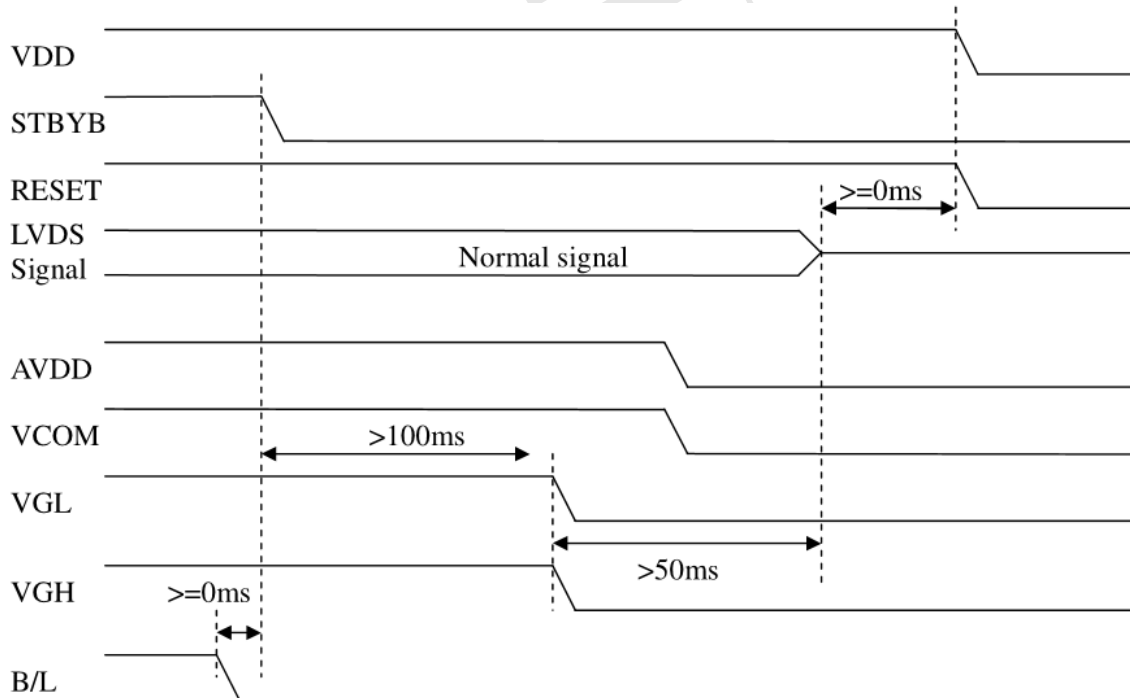 VDD
STBYB
RESET
>=0ms
LVDS
Signal
Normal signal
AVDD
VCOM
>100ms
VGL
>50ms
VGH
>=0ms
B/L